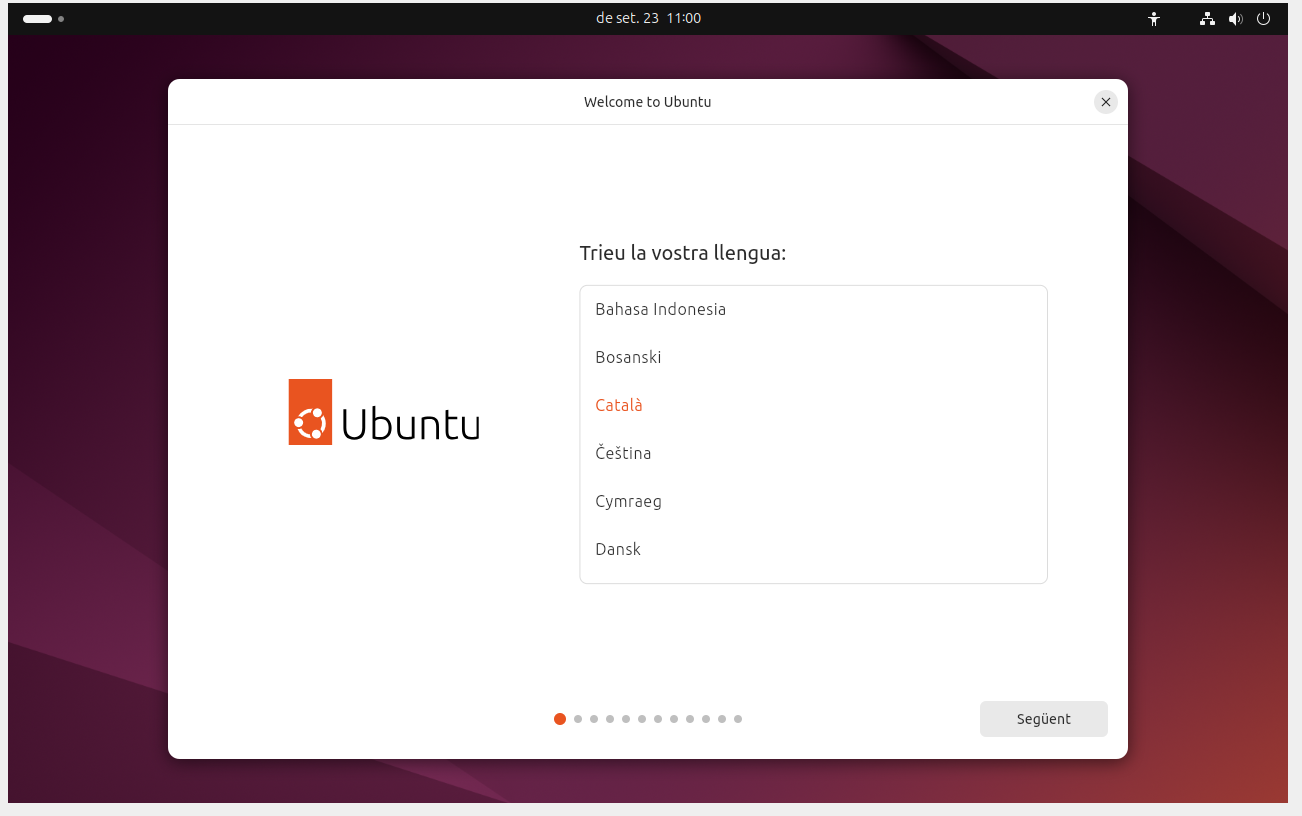 de set. 23 11:00
Welcome to Ubuntu
Trieu la vostra llengua:
Bahasa Indonesia
Bosanski
Català
Čeština
Cymraeg
Dansk
Ubuntu
Següent